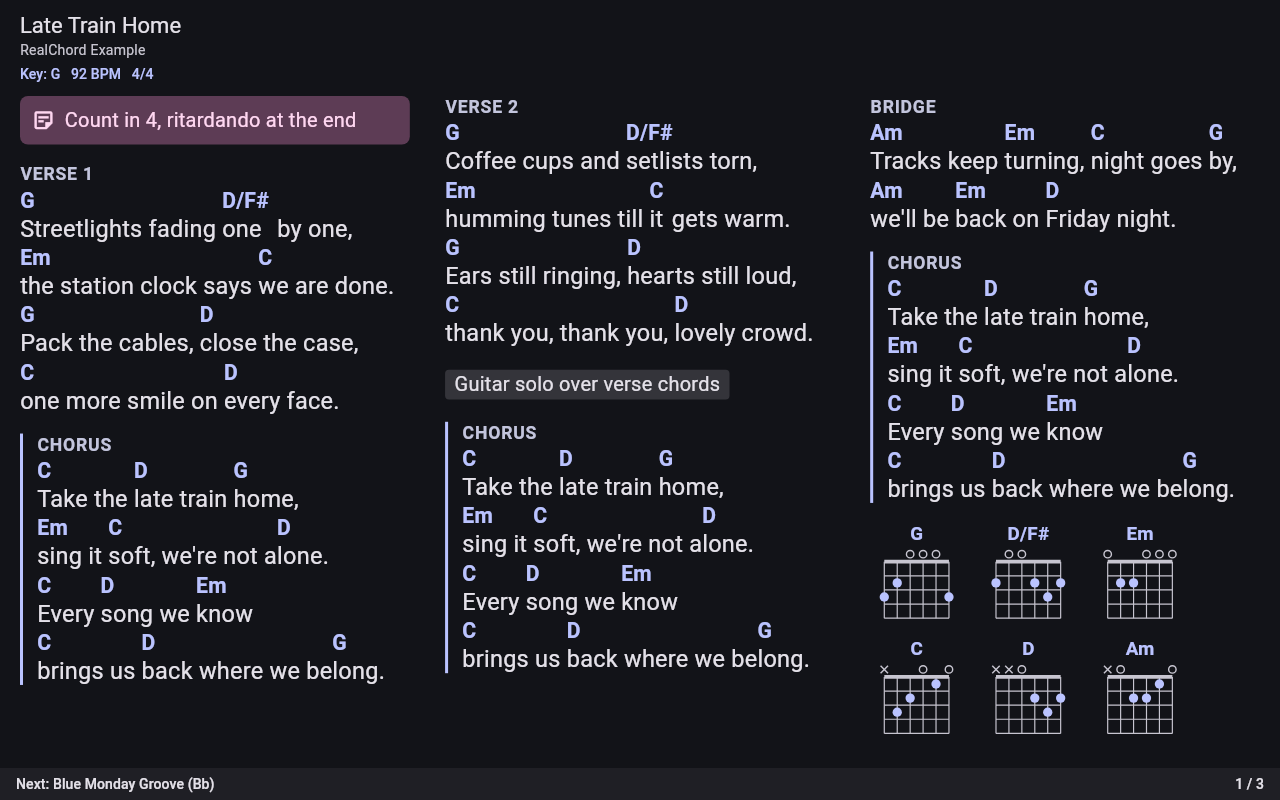 Late Train Home
RealChord Example
Key: G 92 BPM 4/4
Count in 4, ritardando at the end
VERSE 1
G D/F#
Streetlights fading one by one,
Em C
the station clock says we are done.
G D
Pack the cables, close the case,
C D
one more smile on every face.
CHORUS
C D G
Take the late train home,
Em C D
sing it soft, we're not alone.
C D Em
Every song we know
C D G
brings us back where we belong.
VERSE 2
G D/F#
Coffee cups and setlists torn,
Em C
humming tunes till it gets warm.
G D
Ears still ringing, hearts still loud,
C D
thank you, thank you, lovely crowd.
Guitar solo over verse chords
CHORUS
C D G
Take the late train home,
Em C D
sing it soft, we're not alone.
C D Em
Every song we know
C D G
brings us back where we belong.
BRIDGE
Am Em C G
Tracks keep turning, night goes by,
Am Em D
we'll be back on Friday night.
CHORUS
C D G
Take the late train home,
Em C D
sing it soft, we're not alone.
C D Em
Every song we know
C D G
brings us back where we belong.
G D/F# Em
C D Am
Next: Blue Monday Groove (Bb)
1 / 3